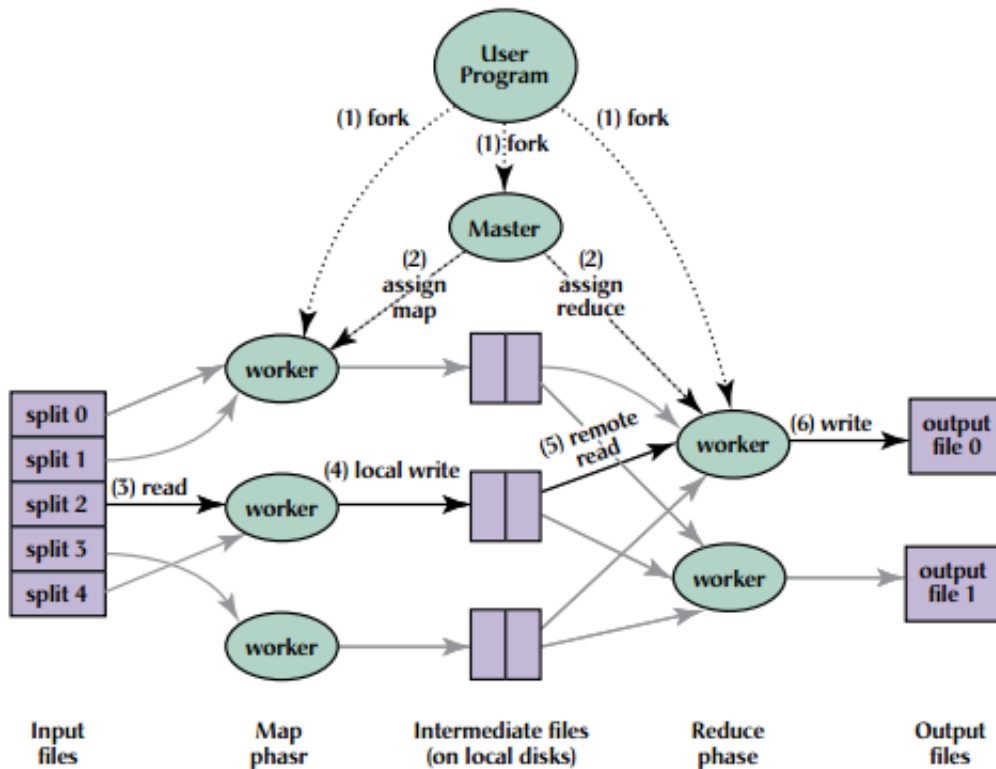 User
Program
(1) fork
(1) fork
(1) fork
Master
(2)
assign
map
(2)
assign
reduce
worker
split 0
split 1
split 2
split 3
split 4
(3) read
worker
(4) local write
(5) remote
read
worker
(6) write
output
file 0
worker
output
file 1
worker
Input
files
Map
phasr
Intermediate files
(on local disks)
Reduce
phase
Output
files